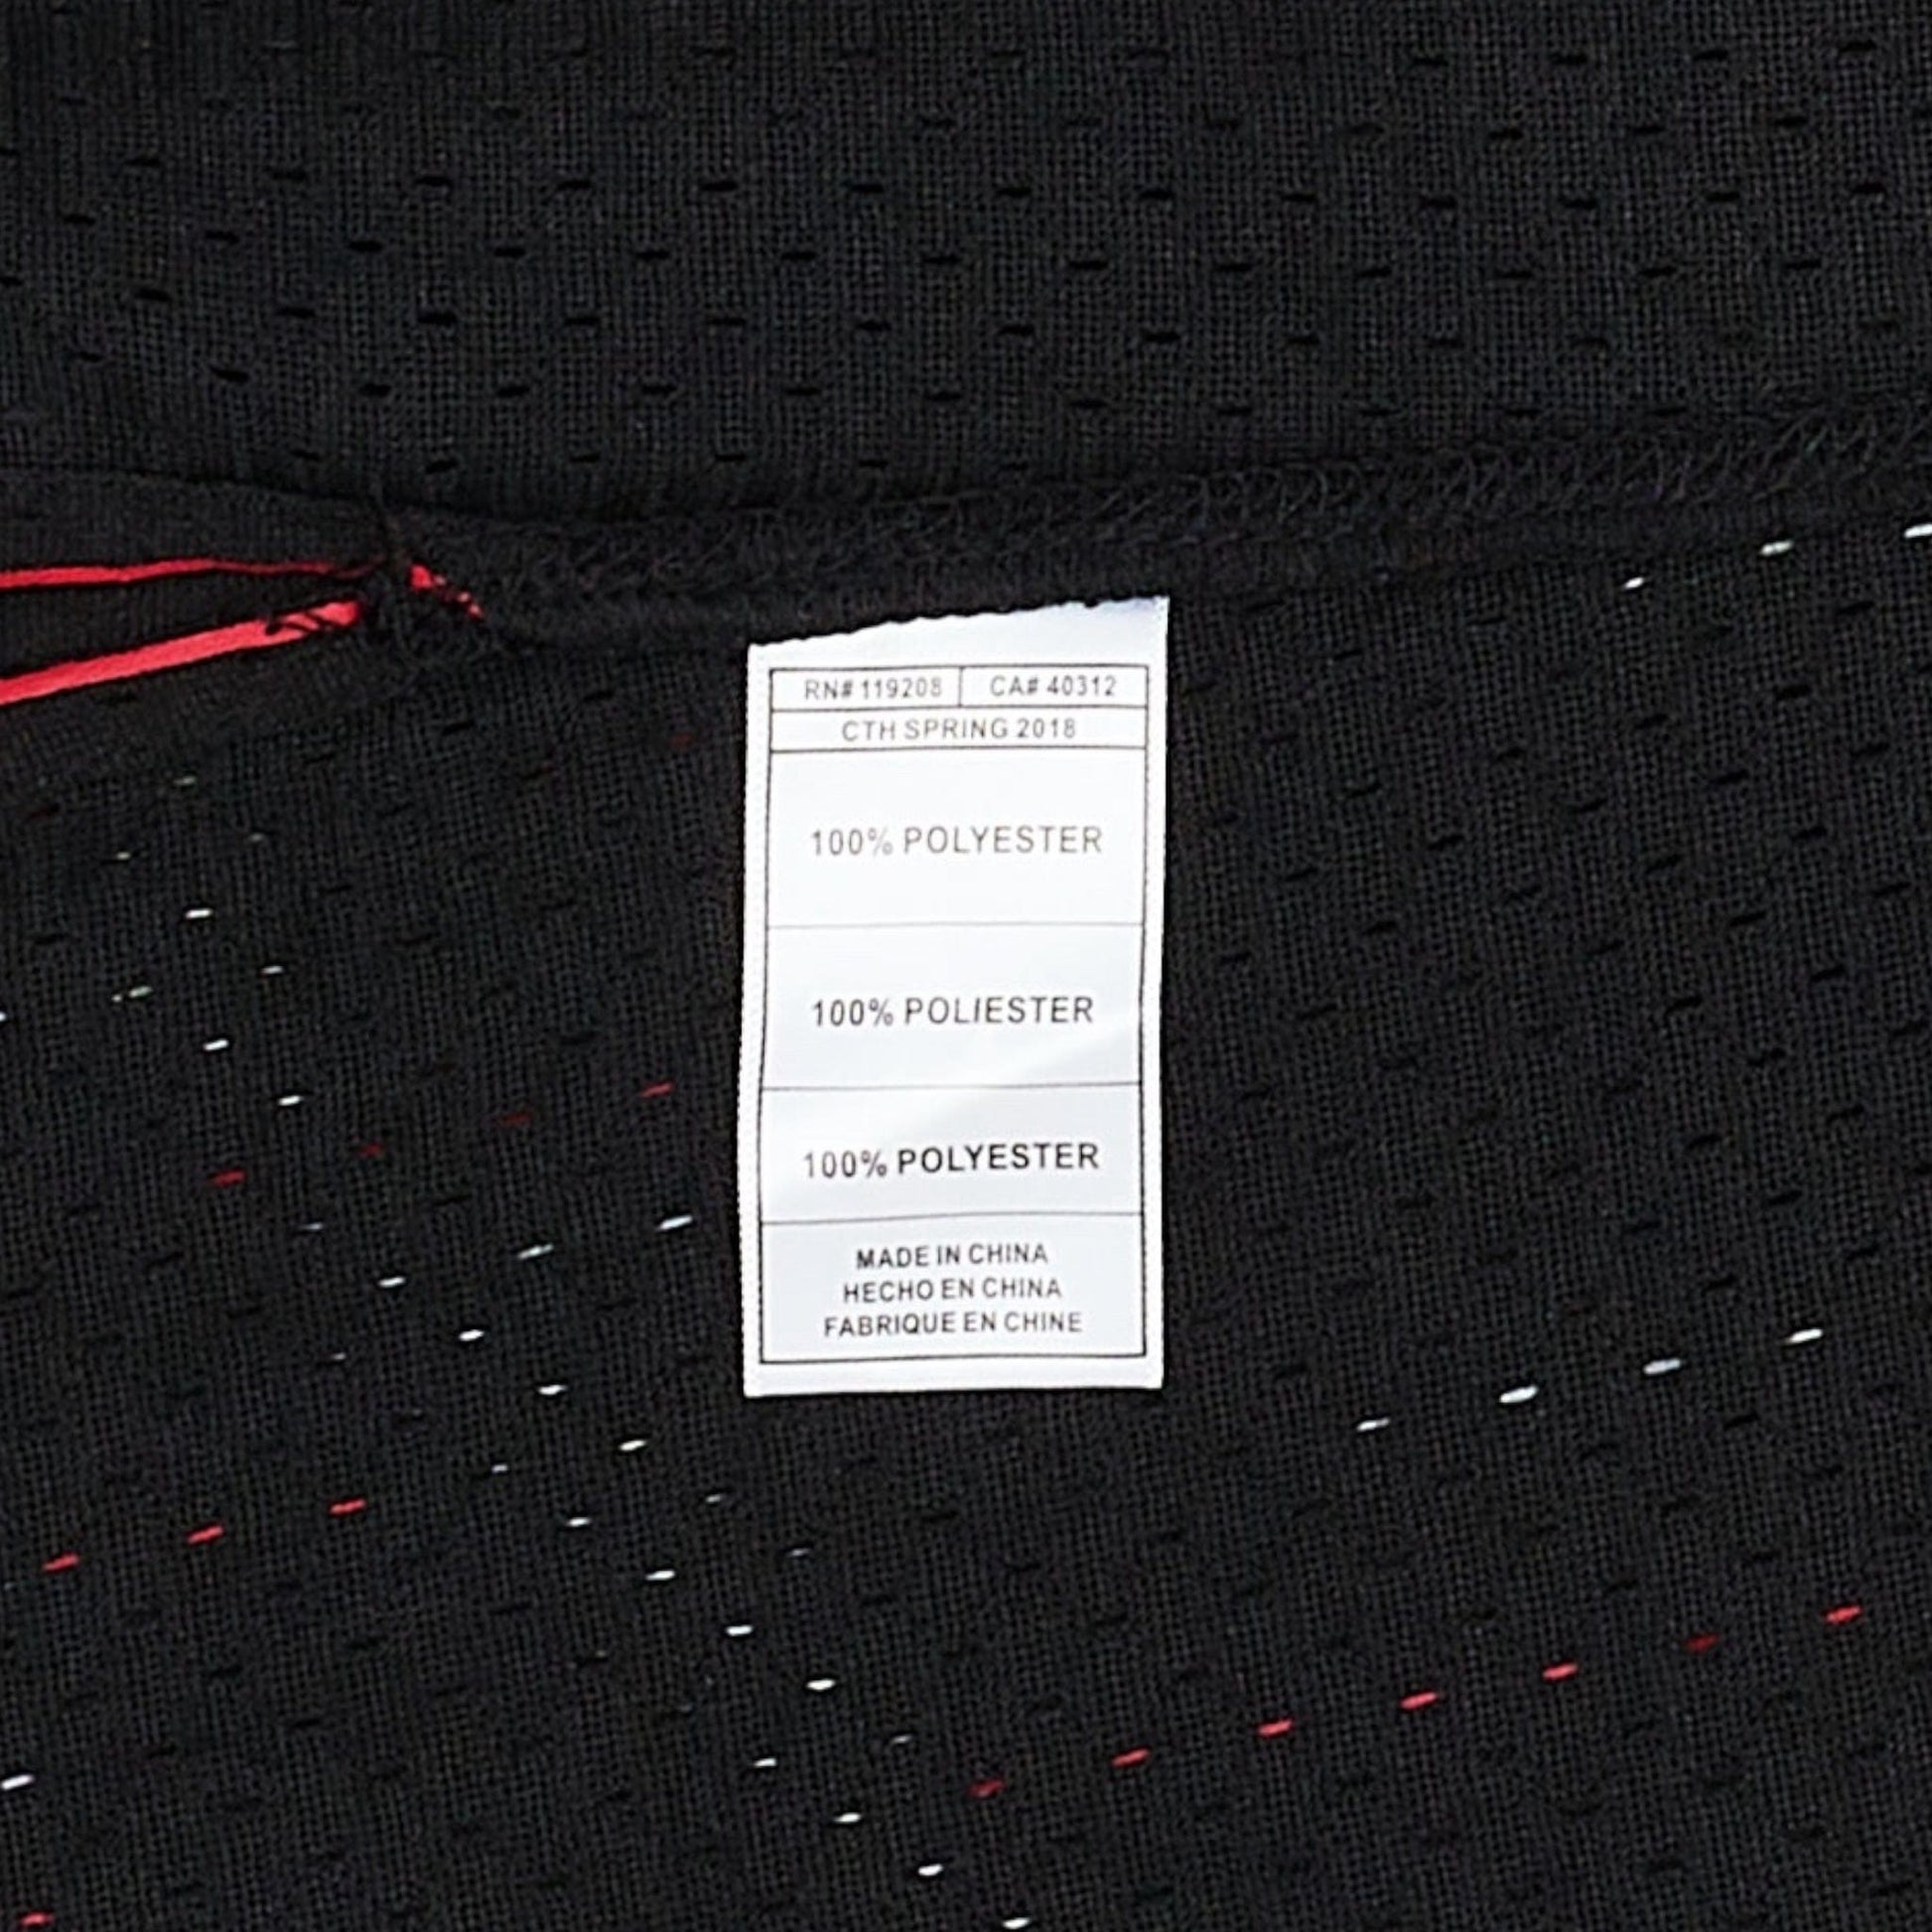 RN# 119208 CA# 40312
CTH SPRING 2018
100% POLYESTER
100% POLIESTER
100% POLYESTER
MADE IN CHINA
HECHO EN CHINA
FABRIQUE EN CHINE